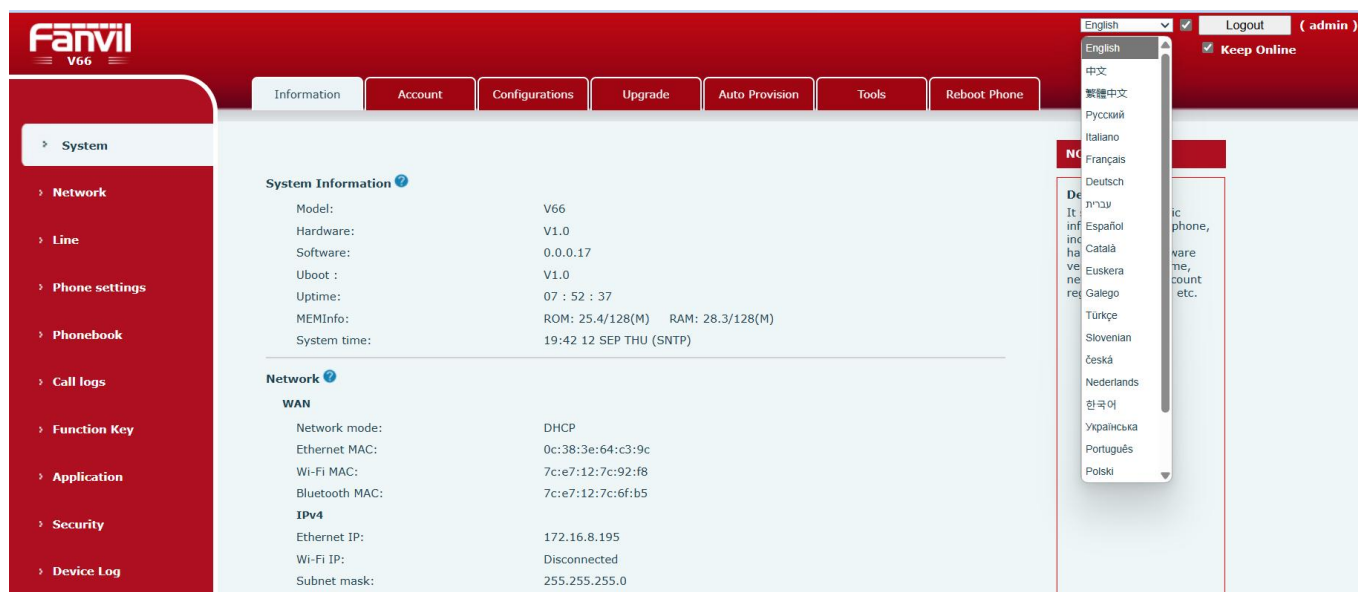 Fanvil
V66
English
Logout
( admin )
Keep Online
English
中文
繁體中文
Русский
Italiano
Français
Deutsch
עברית
Español
Català
Euskera
Galego
Türkçe
Slovenian
česká
Nederlands
한국어
Українська
Português
Polski
Information
Account
Configurations
Upgrade
Auto Provision
Tools
Reboot Phone
› System
› Network
› Line
› Phone settings
› Phonebook
› Call logs
› Function Key
› Application
› Security
› Device Log
System Information
Model: V66
Hardware: V1.0
Software: 0.0.0.17
Uboot : V1.0
Uptime: 07 : 52 : 37
MEMInfo: ROM: 25.4/128(M) RAM: 28.3/128(M)
System time: 19:42 12 SEP THU (SNTP)
Network
WAN
Network mode: DHCP
Ethernet MAC: 0c:38:3e:64:c3:9c
Wi-Fi MAC: 7c:e7:12:7c:92:f8
Bluetooth MAC: 7c:e7:12:7c:6f:b5
IPv4
Ethernet IP: 172.16.8.195
Wi-Fi IP: Disconnected
Subnet mask: 255.255.255.0
It
phone,
etc.